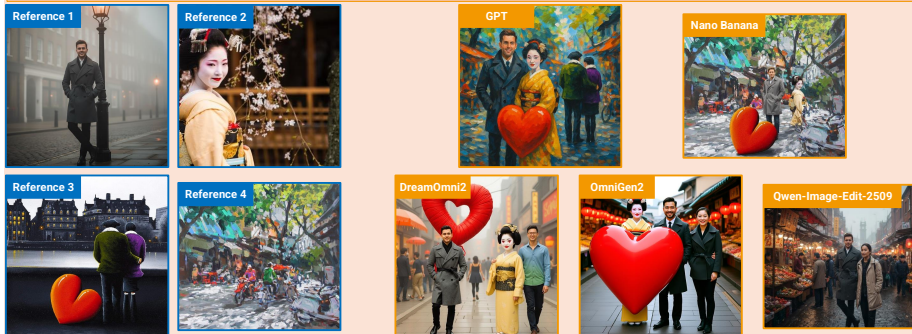 Reference 1
Reference 2
GPT
Nano Banana
Reference 3
Reference 4
DreamOmni2
OmniGen2
Qwen-Image-Edit-2509